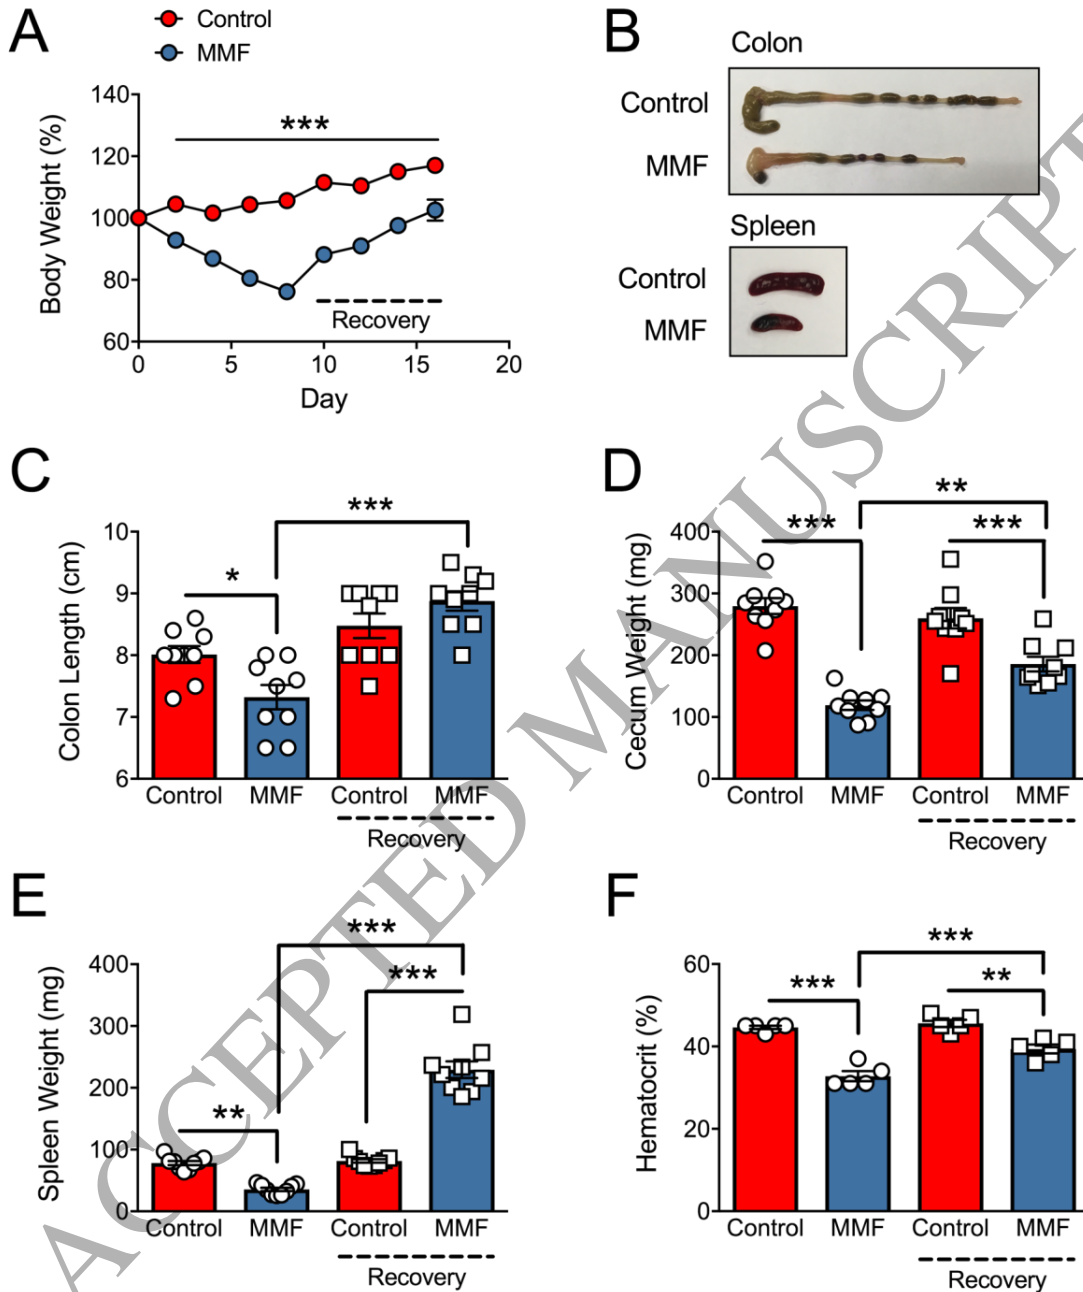 A
Control
MMF
Body Weight (%)
140
120
100
80
60
***
Recovery
0 5 10 15 20
Day
B
Colon
Control
MMF
Spleen
Control
MMF
C
Colon Length (cm)
10
9
8
7
6
*
***
Control MMF Control MMF
Recovery
D
Cecum Weight (mg)
400
300
200
100
0
***
**
***
Control MMF Control MMF
Recovery
E
Spleen Weight (mg)
400
300
200
100
0
**
***
***
Control MMF Control MMF
Recovery
F
Hematocrit (%)
60
40
20
0
***
***
**
Control MMF Control MMF
Recovery
ACCEPTED MANUSCRIPT